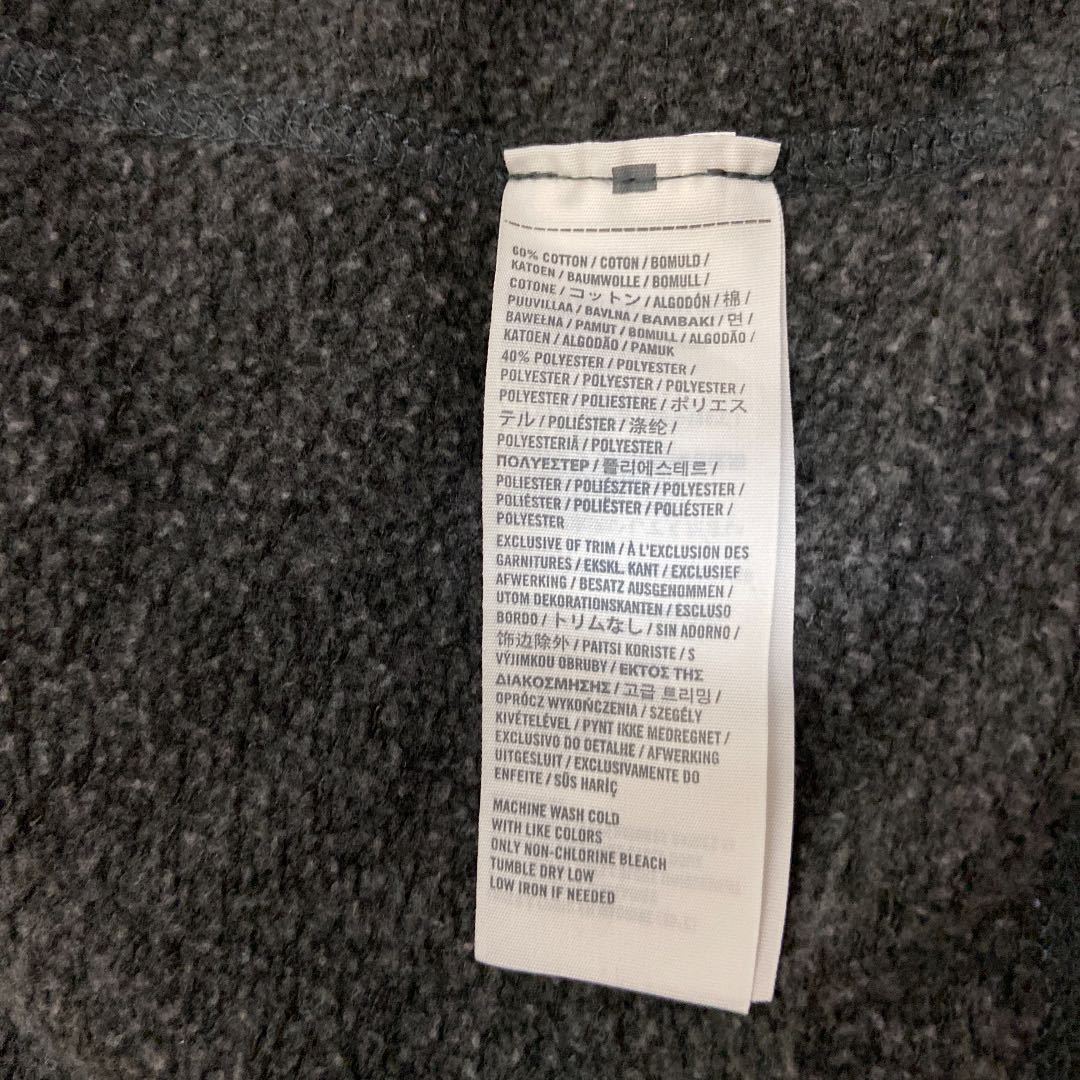 60% COTTON / COTON / BOMULD /
KATOEN / BAUMWOLLE / BOMULL /
COTONE / コットン / ALGODÓN / 棉 /
PUUVILLAA / BAVLNA / BAMBAKI / 면 /
BAWEŁNA / PAMUT / BOMULL / ALGODÃO /
KATOEN / ALGODÃO / PAMUK
40% POLYESTER / POLYESTER /
POLYESTER / POLYESTER / POLYESTER /
POLYESTER / POLIESTERE / ポリエス
テル / POLIÉSTER / 涤纶 /
POLYESTERIÄ / POLYESTER /
ΠΟΛΥΕΣΤΕΡ / 폴리에스테르 /
POLIESTER / POLIÉSZTER / POLYESTER /
POLIÉSTER / POLIËSTER / POLIÉSTER /
POLYESTER
EXCLUSIVE OF TRIM / À L'EXCLUSION DES
GARNITURES / EKSKL. KANT / EXCLUSIEF
AFWERKING / BESATZ AUSGENOMMEN /
UTOM DEKORATIONSKANTEN / ESCLUSO
BORDO / トリムなし / SIN ADORNO /
饰边除外 / PAITSI KORISTE / S
VÝJIMKOU OBRUBY / ΕΚΤΟΣ ΤΗΣ
ΔΙΑΚΟΣΜΗΣΗΣ / 고급 트리밍 /
OPRÓCZ WYKOŃCZENIA / SZEGÉLY
KIVÉTELÉVEL / PYNT IKKE MEDREGNET /
EXCLUSIVO DO DETALHE / AFWERKING
UITGESLUIT / EXCLUSIVAMENTE DO
ENFEITE / SÜS HARİÇ
MACHINE WASH COLD
WITH LIKE COLORS
ONLY NON-CHLORINE BLEACH
TUMBLE DRY LOW
LOW IRON IF NEEDED